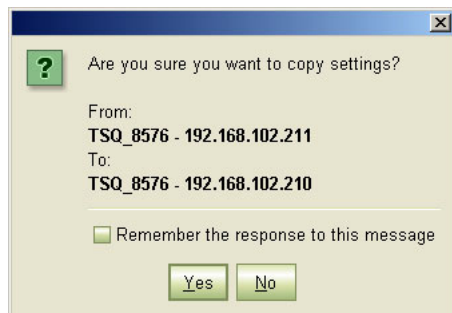 ?
Are you sure you want to copy settings?
From:
TSQ_8576 - 192.168.102.211
To:
TSQ_8576 - 192.168.102.210
Remember the response to this message
Yes No